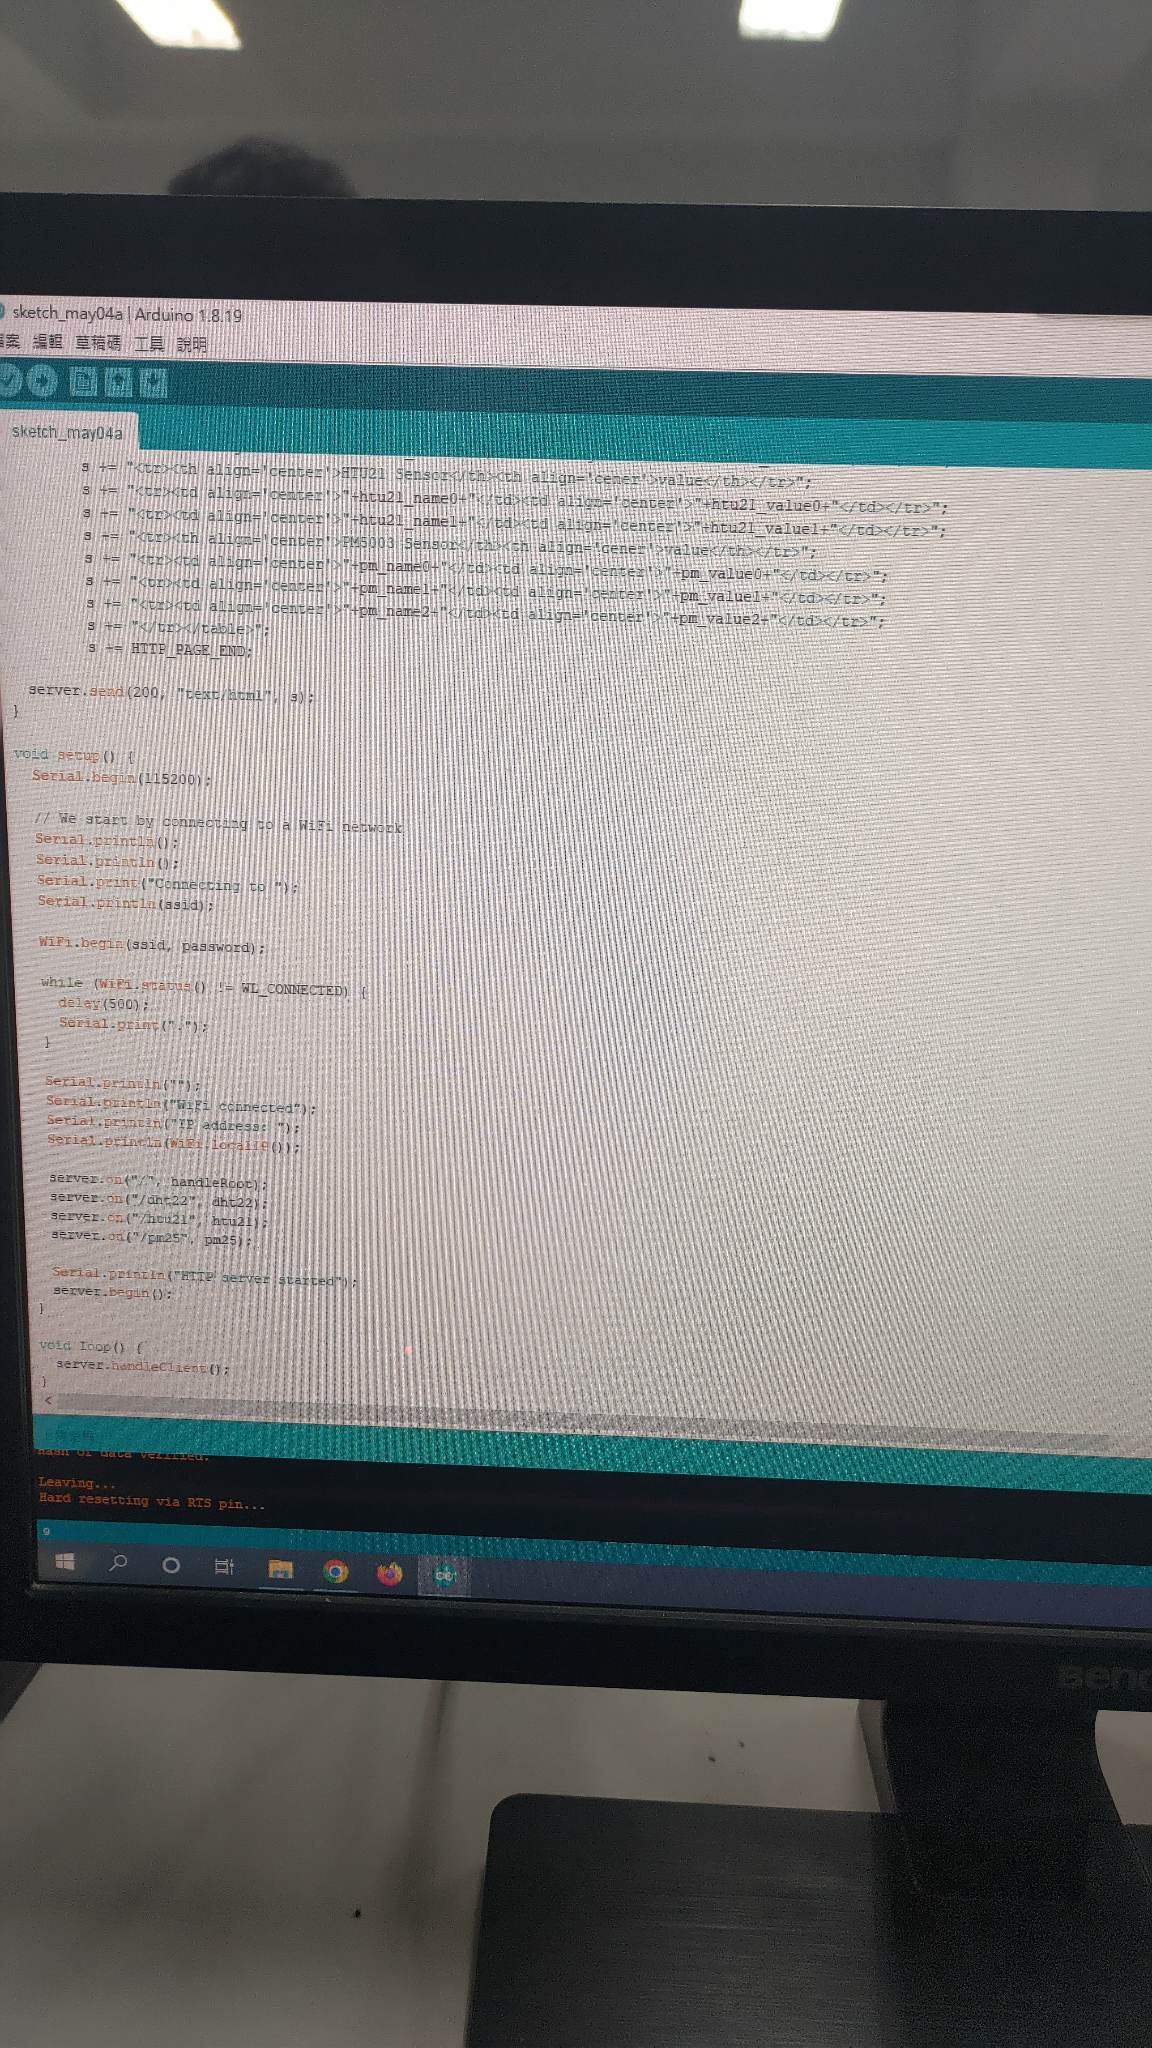 sketch_may04a | Arduino 1.8.19
檔案 編輯 草稿碼 工具 說明
sketch_may04a
s += "<tr><th align='center'>HTU21 Sensor</th><th align='cener'>value</th></tr>";
s += "<tr><td align='center'>"+htu21_name0+"</td><td align='center'>"+htu21_value0+"</td></tr>";
s += "<tr><td align='center'>"+htu21_name1+"</td><td align='center'>"+htu21_value1+"</td></tr>";
s += "<tr><th align='center'>PM5003 Sensor</th><th align='cener'>value</th></tr>";
s += "<tr><td align='center'>"+pm_name0+"</td><td align='center'>"+pm_value0+"</td></tr>";
s += "<tr><td align='center'>"+pm_name1+"</td><td align='center'>"+pm_value1+"</td></tr>";
s += "<tr><td align='center'>"+pm_name2+"</td><td align='center'>"+pm_value2+"</td></tr>";
s += "</tr></table>";
s += HTTP_PAGE_END;
server.send(200, "text/html", s);
}
void setup() {
Serial.begin(115200);
// We start by connecting to a WiFi network
Serial.println();
Serial.println();
Serial.print("Connecting to ");
Serial.println(ssid);
WiFi.begin(ssid, password);
while (WiFi.status() != WL_CONNECTED) {
delay(500);
Serial.print(".");
}
Serial.println("");
Serial.println("WiFi connected");
Serial.println("IP address: ");
Serial.println(WiFi.localIP());
server.on("/", handleRoot);
server.on("/dht22", dht22);
server.on("/htu21", htu21);
server.on("/pm25", pm25);
Serial.println("HTTP server started");
server.begin();
}
void loop() {
server.handleClient();
}
Hash of data verified.
Leaving...
Hard resetting via RTS pin...
9
BenQ